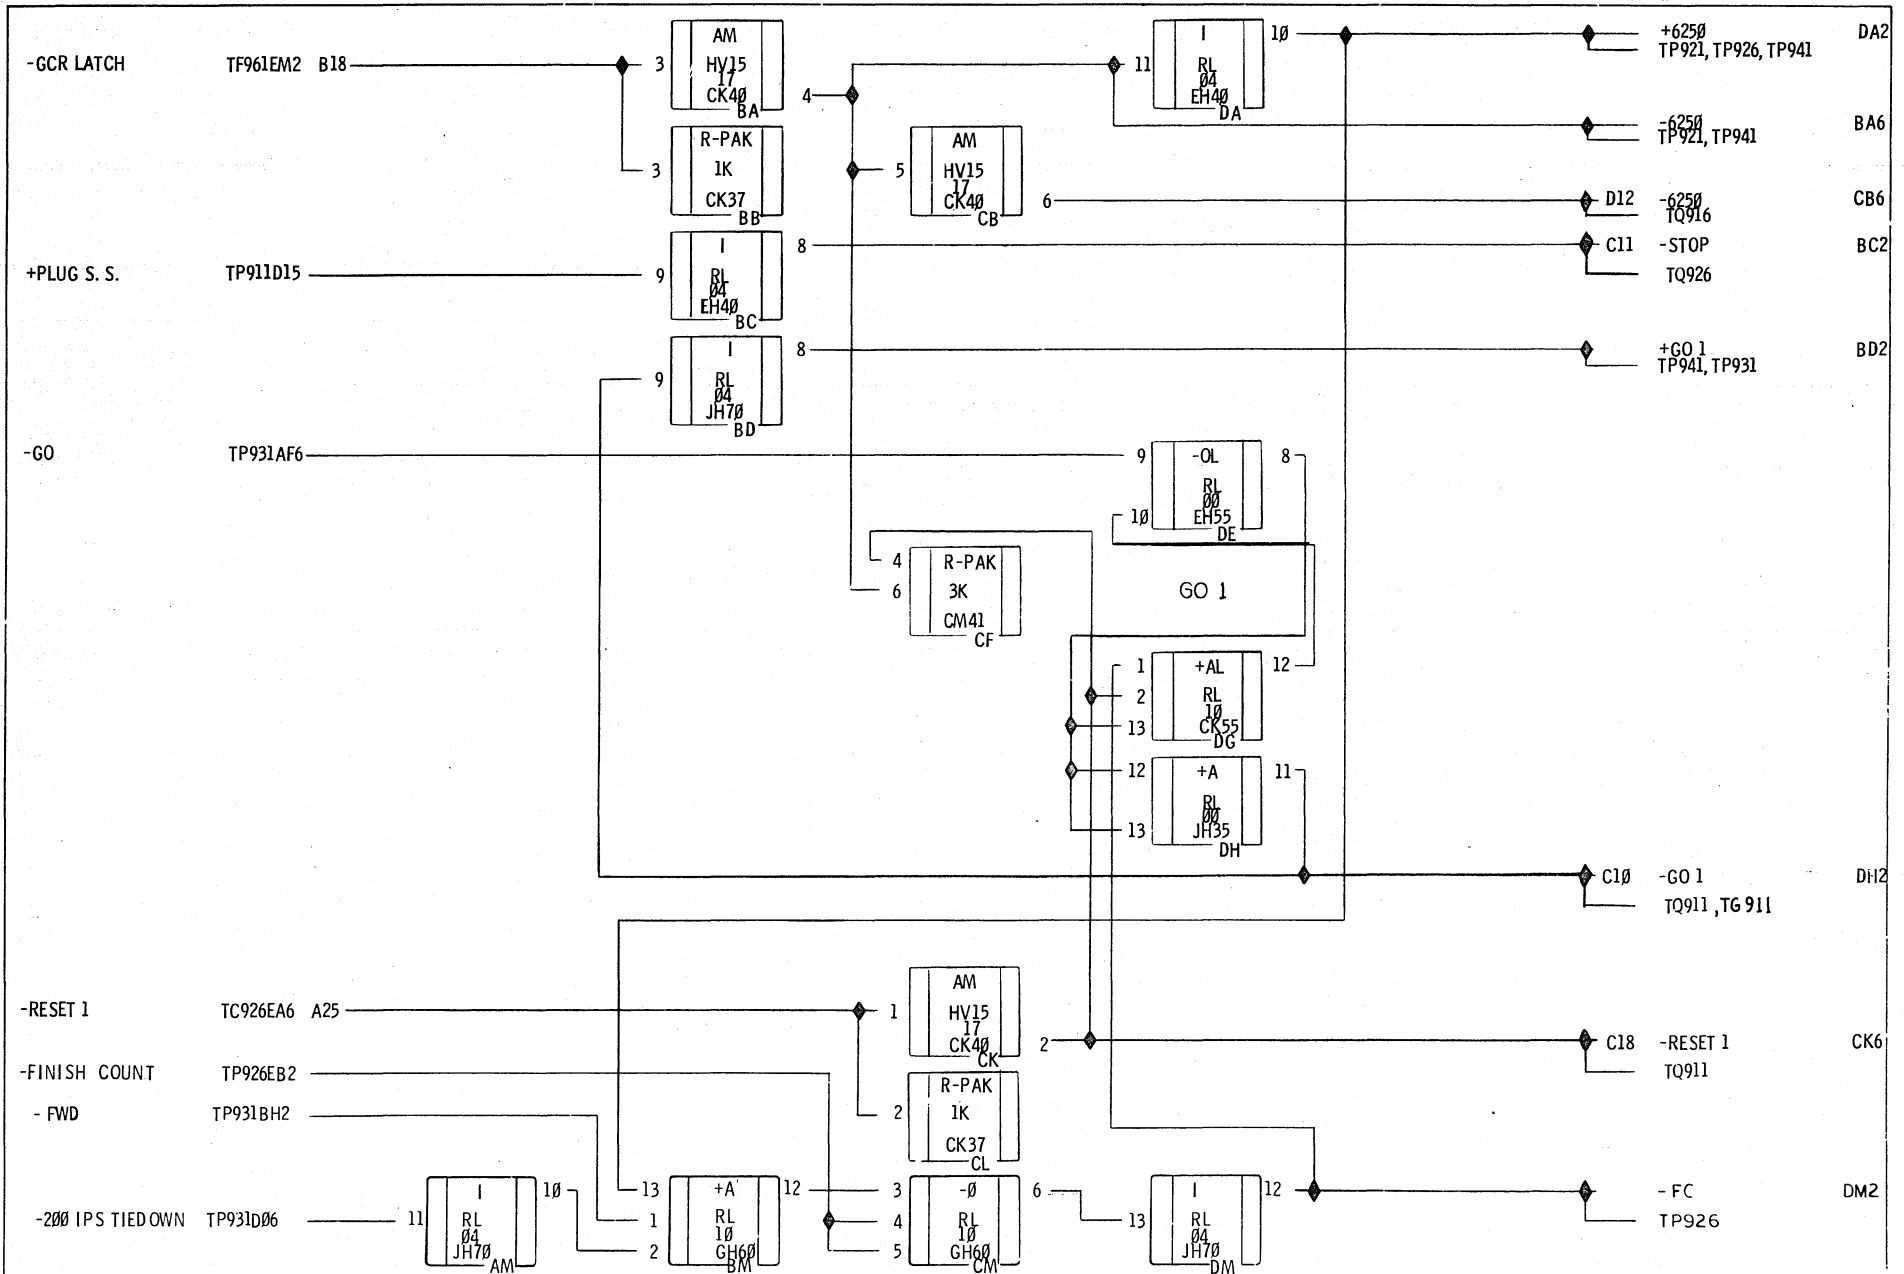 -GCR LATCH TF961EM2 B18
3
AM
HV15
17
CK4Ø
BA
4
11
I
RL
Ø4
EH4Ø
DA
1Ø
+625Ø DA2
TP921, TP926, TP941
3
R-PAK
1K
CK37
BB
5
AM
HV15
17
CK4Ø
CB
6
-625Ø BA6
TP921, TP941
D12 -625Ø CB6
TQ916
+PLUG S. S. TP911D15
9
I
RL
Ø4
EH4Ø
BC
8
C11 -STOP BC2
TQ926
9
I
RL
Ø4
JH7Ø
BD
8
+GO 1 BD2
TP941, TP931
-GO TP931AF6
9
1Ø
-OL
RL
ØØ
EH55
DE
8
4
6
R-PAK
3K
CM41
CF
GO 1
1
2
13
+AL
RL
1Ø
CK55
DG
12
12
13
+A
RL
ØØ
JH35
DH
11
C1Ø -GO 1 DH2
TQ911 ,TG 911
-RESET 1 TC926EA6 A25
1
AM
HV15
17
CK4Ø
CK
2
C18 -RESET 1 CK6
TQ911
-FINISH COUNT TP926EB2
- FWD TP931BH2
2
R-PAK
1K
CK37
CL
-2ØØ IPS TIEDOWN TP931DØ6
11
I
RL
Ø4
JH7Ø
AM
1Ø
13
1
2
+A
RL
1Ø
GH6Ø
BM
12
3
4
5
-Ø
RL
1Ø
GH6Ø
CM
6
13
I
RL
Ø4
JH7Ø
DM
12
- FC DM2
TP926